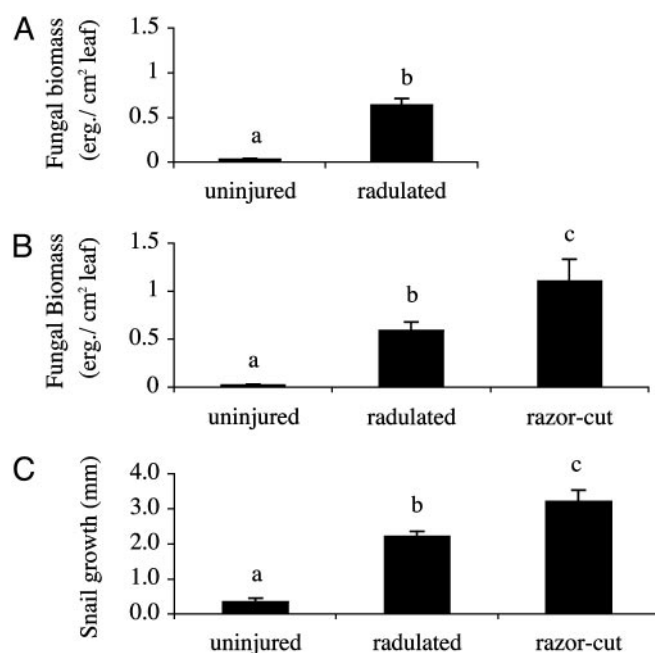 A
Fungal biomass
(erg./ cm² leaf)
1.5
1
0.5
0
a
b
uninjured
radulated
B
Fungal Biomass
(erg./ cm² leaf)
1.5
1
0.5
0
a
b
c
uninjured
radulated
razor-cut
C
Snail growth (mm)
4.0
3.0
2.0
1.0
0.0
a
b
c
uninjured
radulated
razor-cut